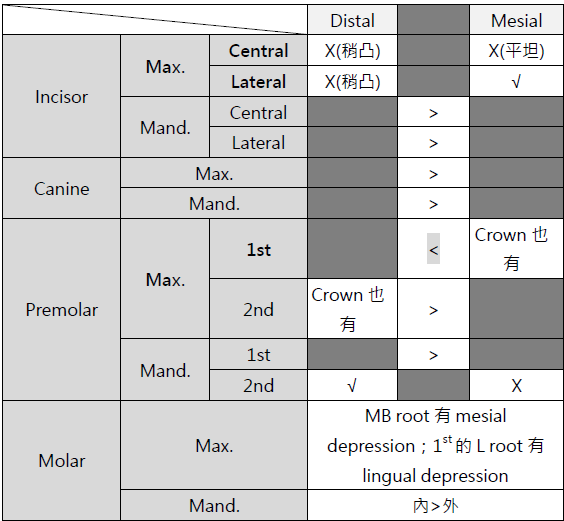 Distal Mesial
Incisor Max. Central X(稍凸) X(平坦)
Lateral X(稍凸) √
Mand. Central >
Lateral >
Canine Max. >
Mand. >
Premolar Max. 1st < Crown 也
有
2nd Crown 也
有 >
Mand. 1st >
2nd √ X
Molar Max. MB root 有 mesial
depression；1st 的 L root 有
lingual depression
Mand. 內>外